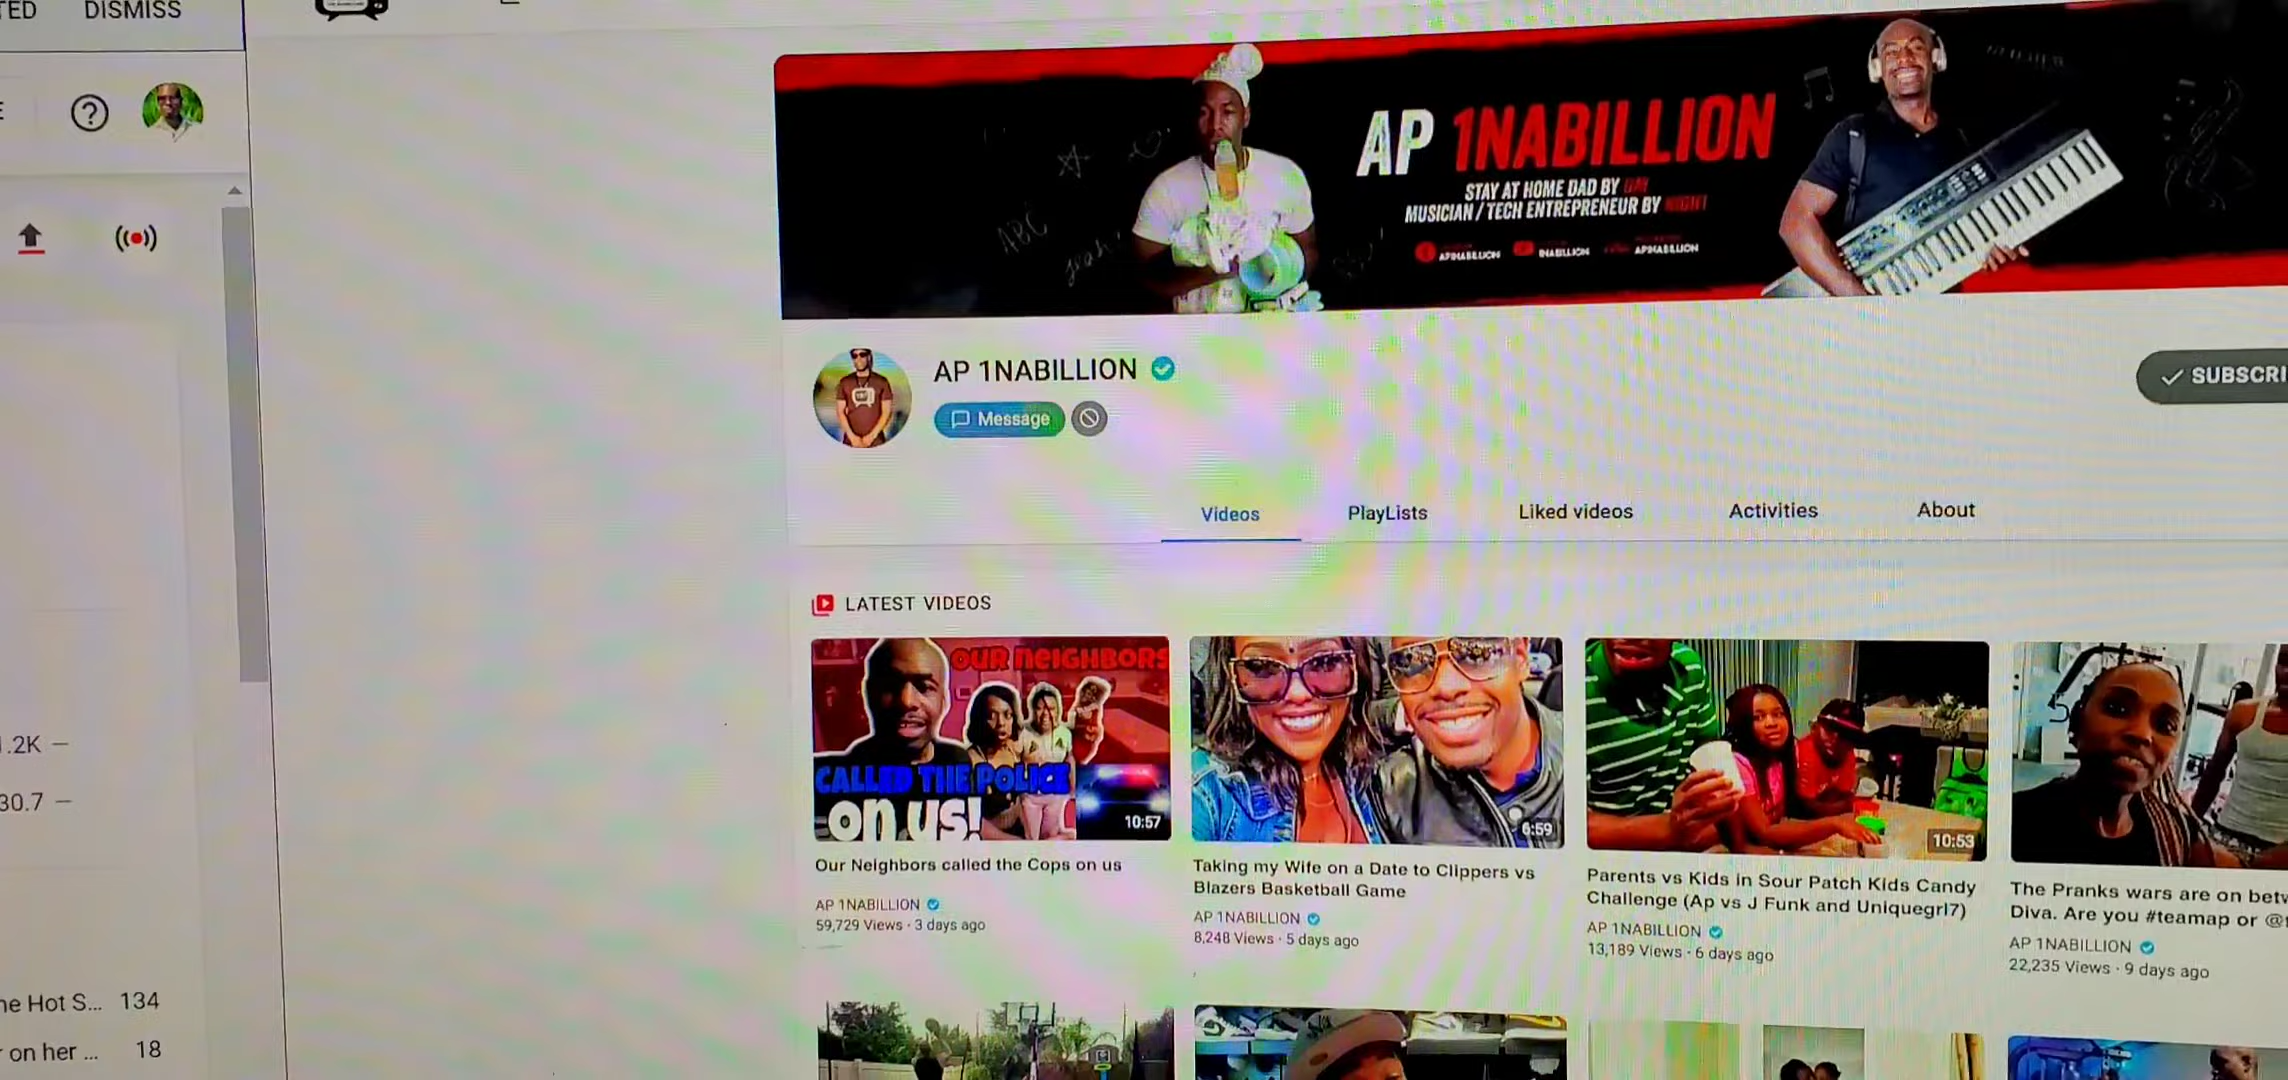 DISMISS
AP 1NABILLION
STAY AT HOME DAD BY DAY
MUSICIAN / TECH ENTREPRENEUR BY NIGHT
AP1NABILLION
1NABILLION
AP1NABILLION
ABC
AP 1NABILLION
Message
SUBSCRI
Videos
PlayLists
Liked videos
Activities
About
LATEST VIDEOS
OUR NEIGHBORS
CALLED THE POLICE
on us!
10:57
6:59
10:53
Our Neighbors called the Cops on us
AP 1NABILLION
59,729 Views · 3 days ago
Taking my Wife on a Date to Clippers vs
Blazers Basketball Game
AP 1NABILLION
8,248 Views · 5 days ago
Parents vs Kids in Sour Patch Kids Candy
Challenge (Ap vs J Funk and Uniquegrl7)
AP 1NABILLION
13,189 Views · 6 days ago
The Pranks wars are on betw
Diva. Are you #teamap or @
AP 1NABILLION
22,235 Views · 9 days ago
.2K —
30.7 —
ne Hot S... 134
on her ... 18